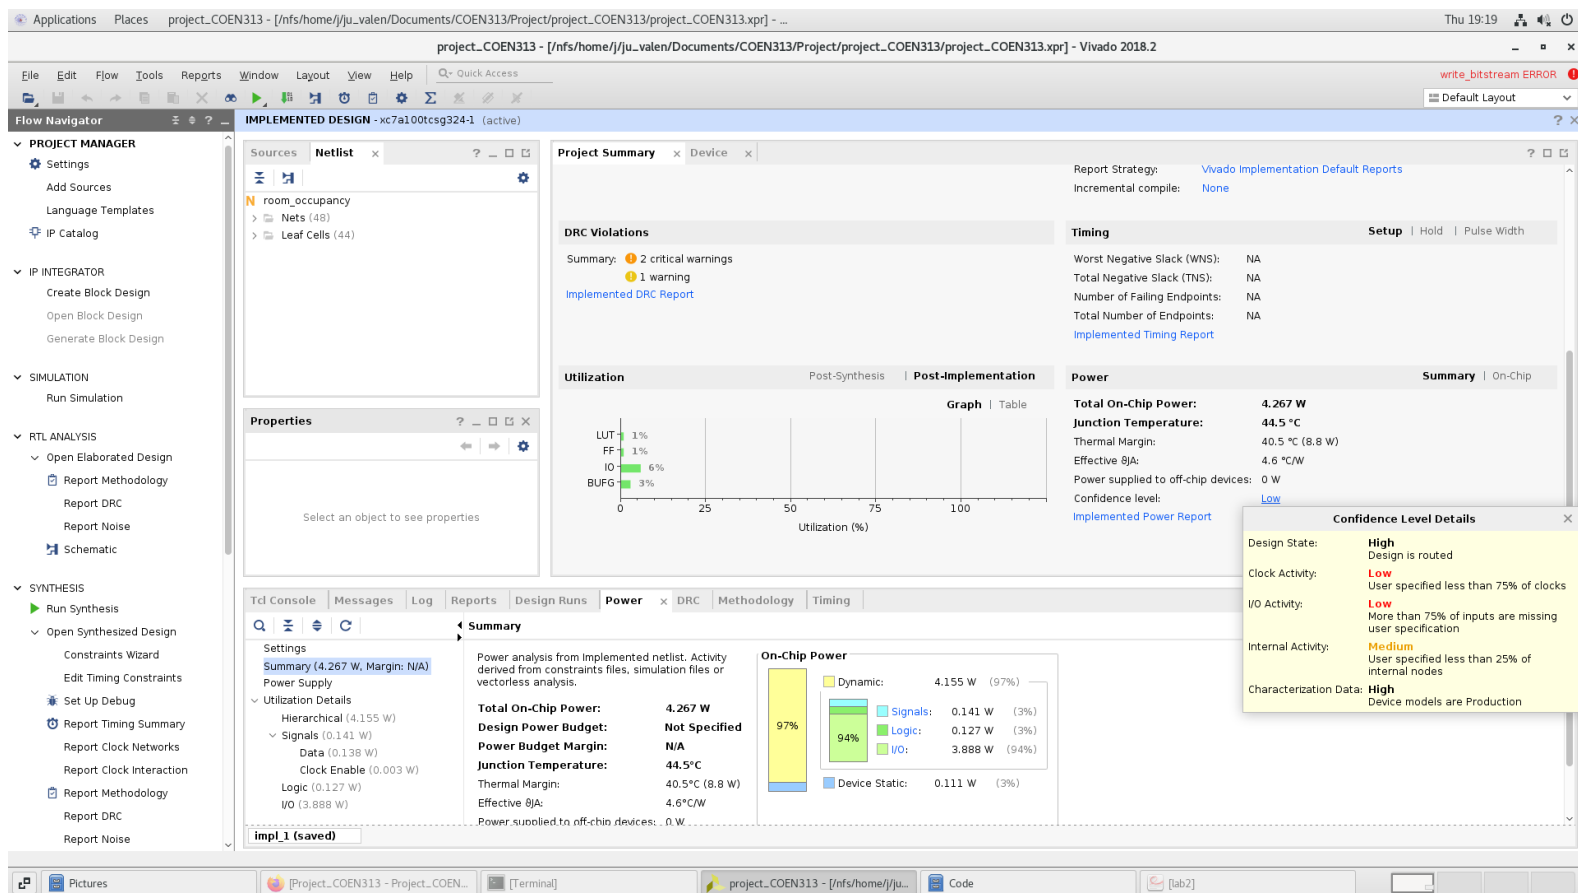 Applications Places project_COEN313 - [/nfs/home/j/ju_valen/Documents/COEN313/Project/project_COEN313/project_COEN313.xpr] - ... Thu 19:19
project_COEN313 - [/nfs/home/j/ju_valen/Documents/COEN313/Project/project_COEN313/project_COEN313.xpr] - Vivado 2018.2
File Edit Flow Tools Reports Window Layout View Help Quick Access write_bitstream ERROR
Default Layout
Flow Navigator
IMPLEMENTED DESIGN - xc7a100tcsg324-1 (active)
PROJECT MANAGER
Settings
Add Sources
Language Templates
IP Catalog
IP INTEGRATOR
Create Block Design
Open Block Design
Generate Block Design
SIMULATION
Run Simulation
RTL ANALYSIS
Open Elaborated Design
Report Methodology
Report DRC
Report Noise
Schematic
SYNTHESIS
Run Synthesis
Open Synthesized Design
Constraints Wizard
Edit Timing Constraints
Set Up Debug
Report Timing Summary
Report Clock Networks
Report Clock Interaction
Report Methodology
Report DRC
Report Noise
Sources Netlist
N room_occupancy
Nets (48)
Leaf Cells (44)
Properties
Select an object to see properties
Project Summary Device
Report Strategy: Vivado Implementation Default Reports
Incremental compile: None
DRC Violations
Summary: 2 critical warnings
1 warning
Implemented DRC Report
Timing Setup | Hold | Pulse Width
Worst Negative Slack (WNS): NA
Total Negative Slack (TNS): NA
Number of Failing Endpoints: NA
Total Number of Endpoints: NA
Implemented Timing Report
Utilization Post-Synthesis | Post-Implementation
Graph | Table
LUT 1%
FF 1%
IO 6%
BUFG 3%
0 25 50 75 100
Utilization (%)
Power Summary | On-Chip
Total On-Chip Power: 4.267 W
Junction Temperature: 44.5 °C
Thermal Margin: 40.5 °C (8.8 W)
Effective ϑJA: 4.6 °C/W
Power supplied to off-chip devices: 0 W
Confidence level: Low
Implemented Power Report
Confidence Level Details
Design State: High
Design is routed
Clock Activity: Low
User specified less than 75% of clocks
I/O Activity: Low
More than 75% of inputs are missing
user specification
Internal Activity: Medium
User specified less than 25% of
internal nodes
Characterization Data: High
Device models are Production
Tcl Console Messages Log Reports Design Runs Power DRC Methodology Timing
Summary
Settings
Summary (4.267 W, Margin: N/A)
Power Supply
Utilization Details
Hierarchical (4.155 W)
Signals (0.141 W)
Data (0.138 W)
Clock Enable (0.003 W)
Logic (0.127 W)
I/O (3.888 W)
Power analysis from Implemented netlist. Activity
derived from constraints files, simulation files or
vectorless analysis.
Total On-Chip Power: 4.267 W
Design Power Budget: Not Specified
Power Budget Margin: N/A
Junction Temperature: 44.5°C
Thermal Margin: 40.5°C (8.8 W)
Effective ϑJA: 4.6°C/W
Power supplied to off-chip devices: 0 W
On-Chip Power
97%
94%
Dynamic: 4.155 W (97%)
Signals: 0.141 W (3%)
Logic: 0.127 W (3%)
I/O: 3.888 W (94%)
Device Static: 0.111 W (3%)
impl_1 (saved)
Pictures [Project_COEN313 - Project_COEN... [Terminal] project_COEN313 - [/nfs/home/j/ju... Code [lab2]